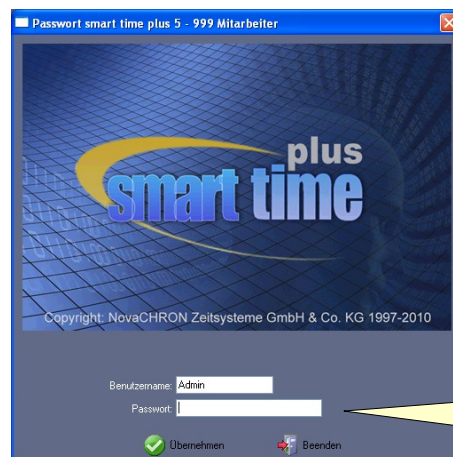 Passwort smart time plus 5 - 999 Mitarbeiter
plus
smart time
Copyright: NovaCHRON Zeitsysteme GmbH & Co. KG 1997-2010
Benutzername: Admin
Passwort:
Übernehmen Beenden